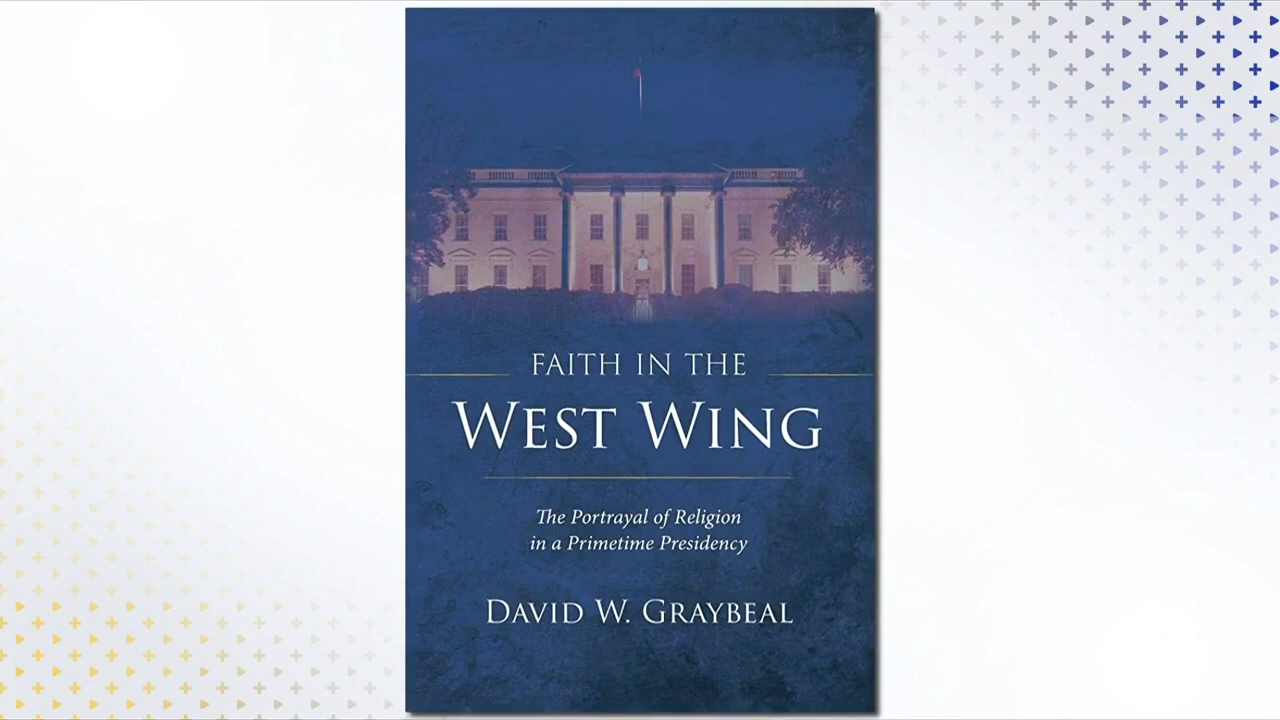 FAITH IN THE
WEST WING
The Portrayal of Religion
in a Primetime Presidency
DAVID W. GRAYBEAL